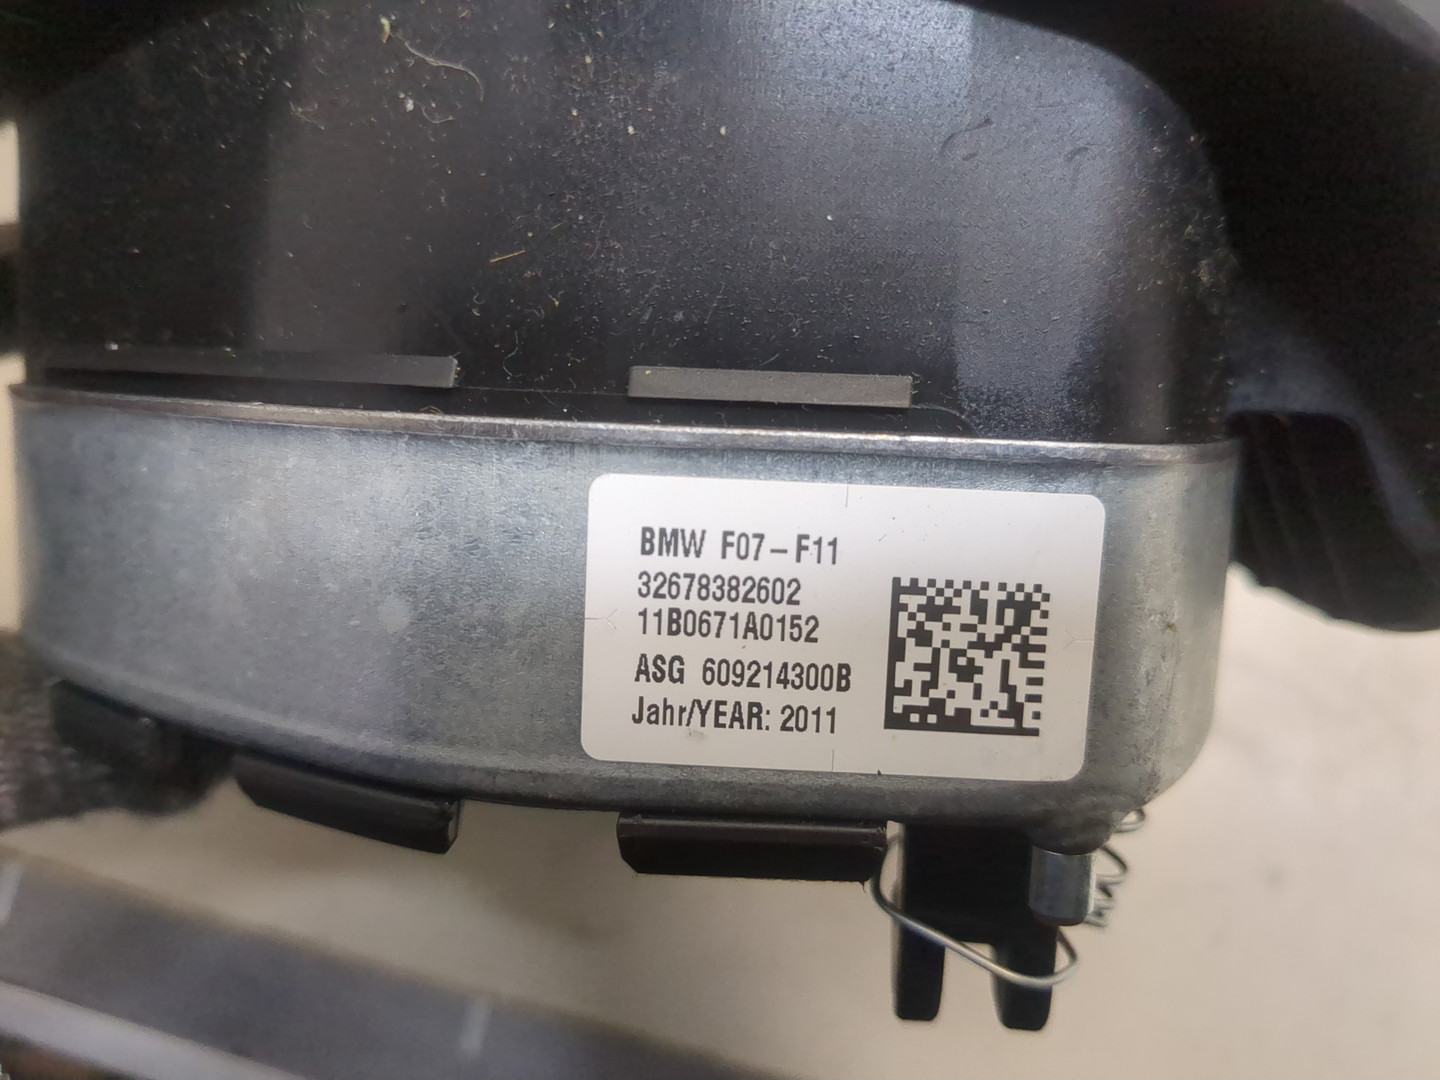 BMW F07-F11
32678382602
11B0671A0152
ASG 609214300B
Jahr/YEAR: 2011